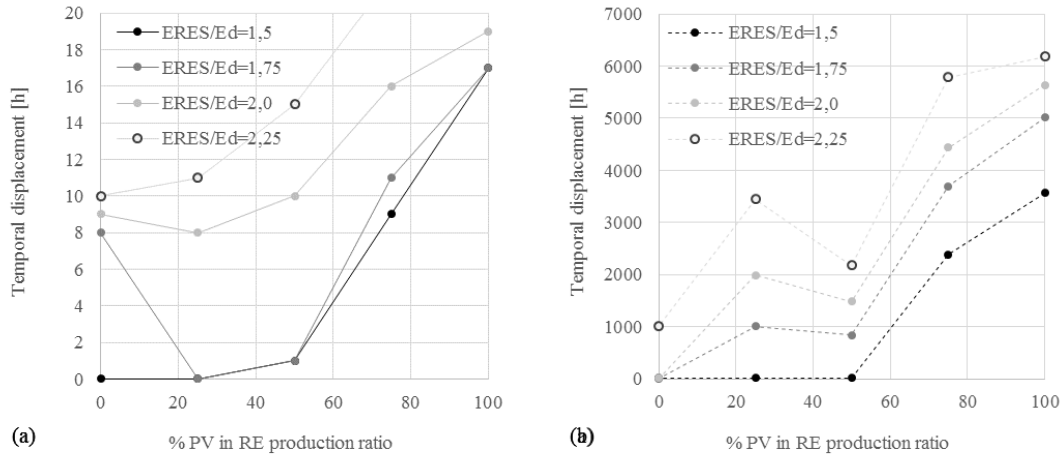 20
18
16
14
12
10
8
6
4
2
0
Temporal displacement [h]
ERES/Ed=1,5
ERES/Ed=1,75
ERES/Ed=2,0
ERES/Ed=2,25
0 20 40 60 80 100
(a) % PV in RE production ratio
7000
6000
5000
4000
3000
2000
1000
0
Temporal displacement [h]
ERES/Ed=1,5
ERES/Ed=1,75
ERES/Ed=2,0
ERES/Ed=2,25
0 20 40 60 80 100
% PV in RE production ratio